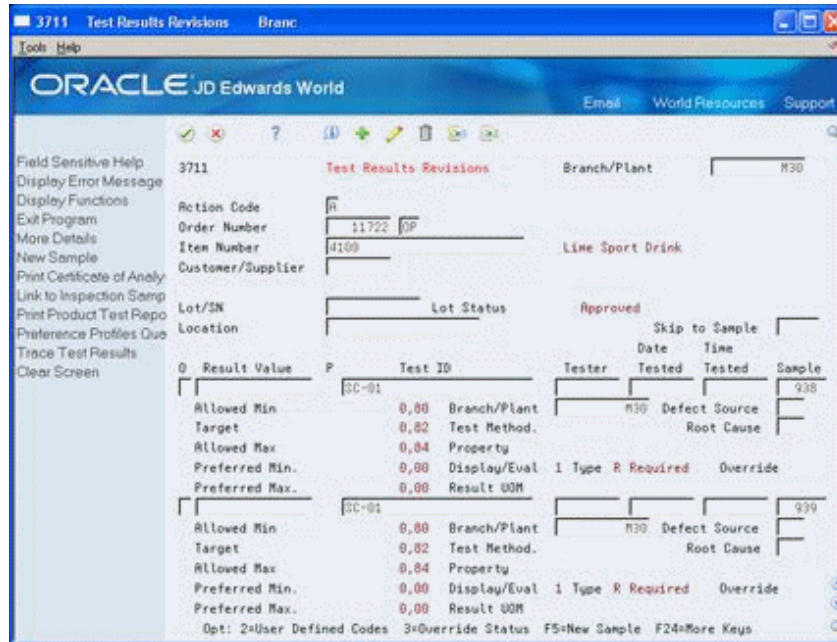 3711 Test Results Revisions Branc
Tools Help
ORACLE JD Edwards World
Email World Resources Support
?
Field Sensitive Help
Display Error Message
Display Functions
Exit Program
More Details
New Sample
Print Certificate of Analy
Link to Inspection Samp
Print Product Test Repo
Preference Profiles Que
Trace Test Results
Clear Screen
3711 Test Results Revisions Branch/Plant M30
Action Code A
Order Number 11722 OP
Item Number 4100 Lime Sport Drink
Customer/Supplier
Lot/SN Lot Status Approved
Location Skip to Sample
Date Time
O Result Value P Test ID Tester Tested Tested Sample
SC-01 938
Allowed Min 0,80 Branch/Plant M30 Defect Source
Target 0,82 Test Method. Root Cause
Allowed Max 0,84 Property
Preferred Min. 0,00 Display/Eval 1 Type R Required Override
Preferred Max. 0,00 Result UOM
SC-01 939
Allowed Min 0,80 Branch/Plant M30 Defect Source
Target 0,82 Test Method. Root Cause
Allowed Max 0,84 Property
Preferred Min. 0,00 Display/Eval 1 Type R Required Override
Preferred Max. 0,00 Result UOM
Opt: 2=User Defined Codes 3=Override Status F5=New Sample F24=More Keys